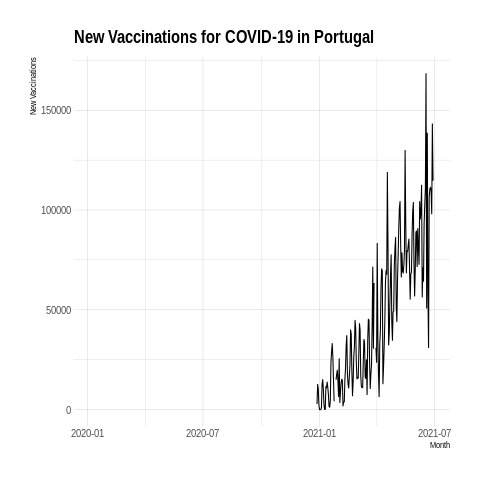 New Vaccinations for COVID-19 in Portugal
New Vaccinations
150000
100000
50000
0
2020-01 2020-07 2021-01 2021-07
Month